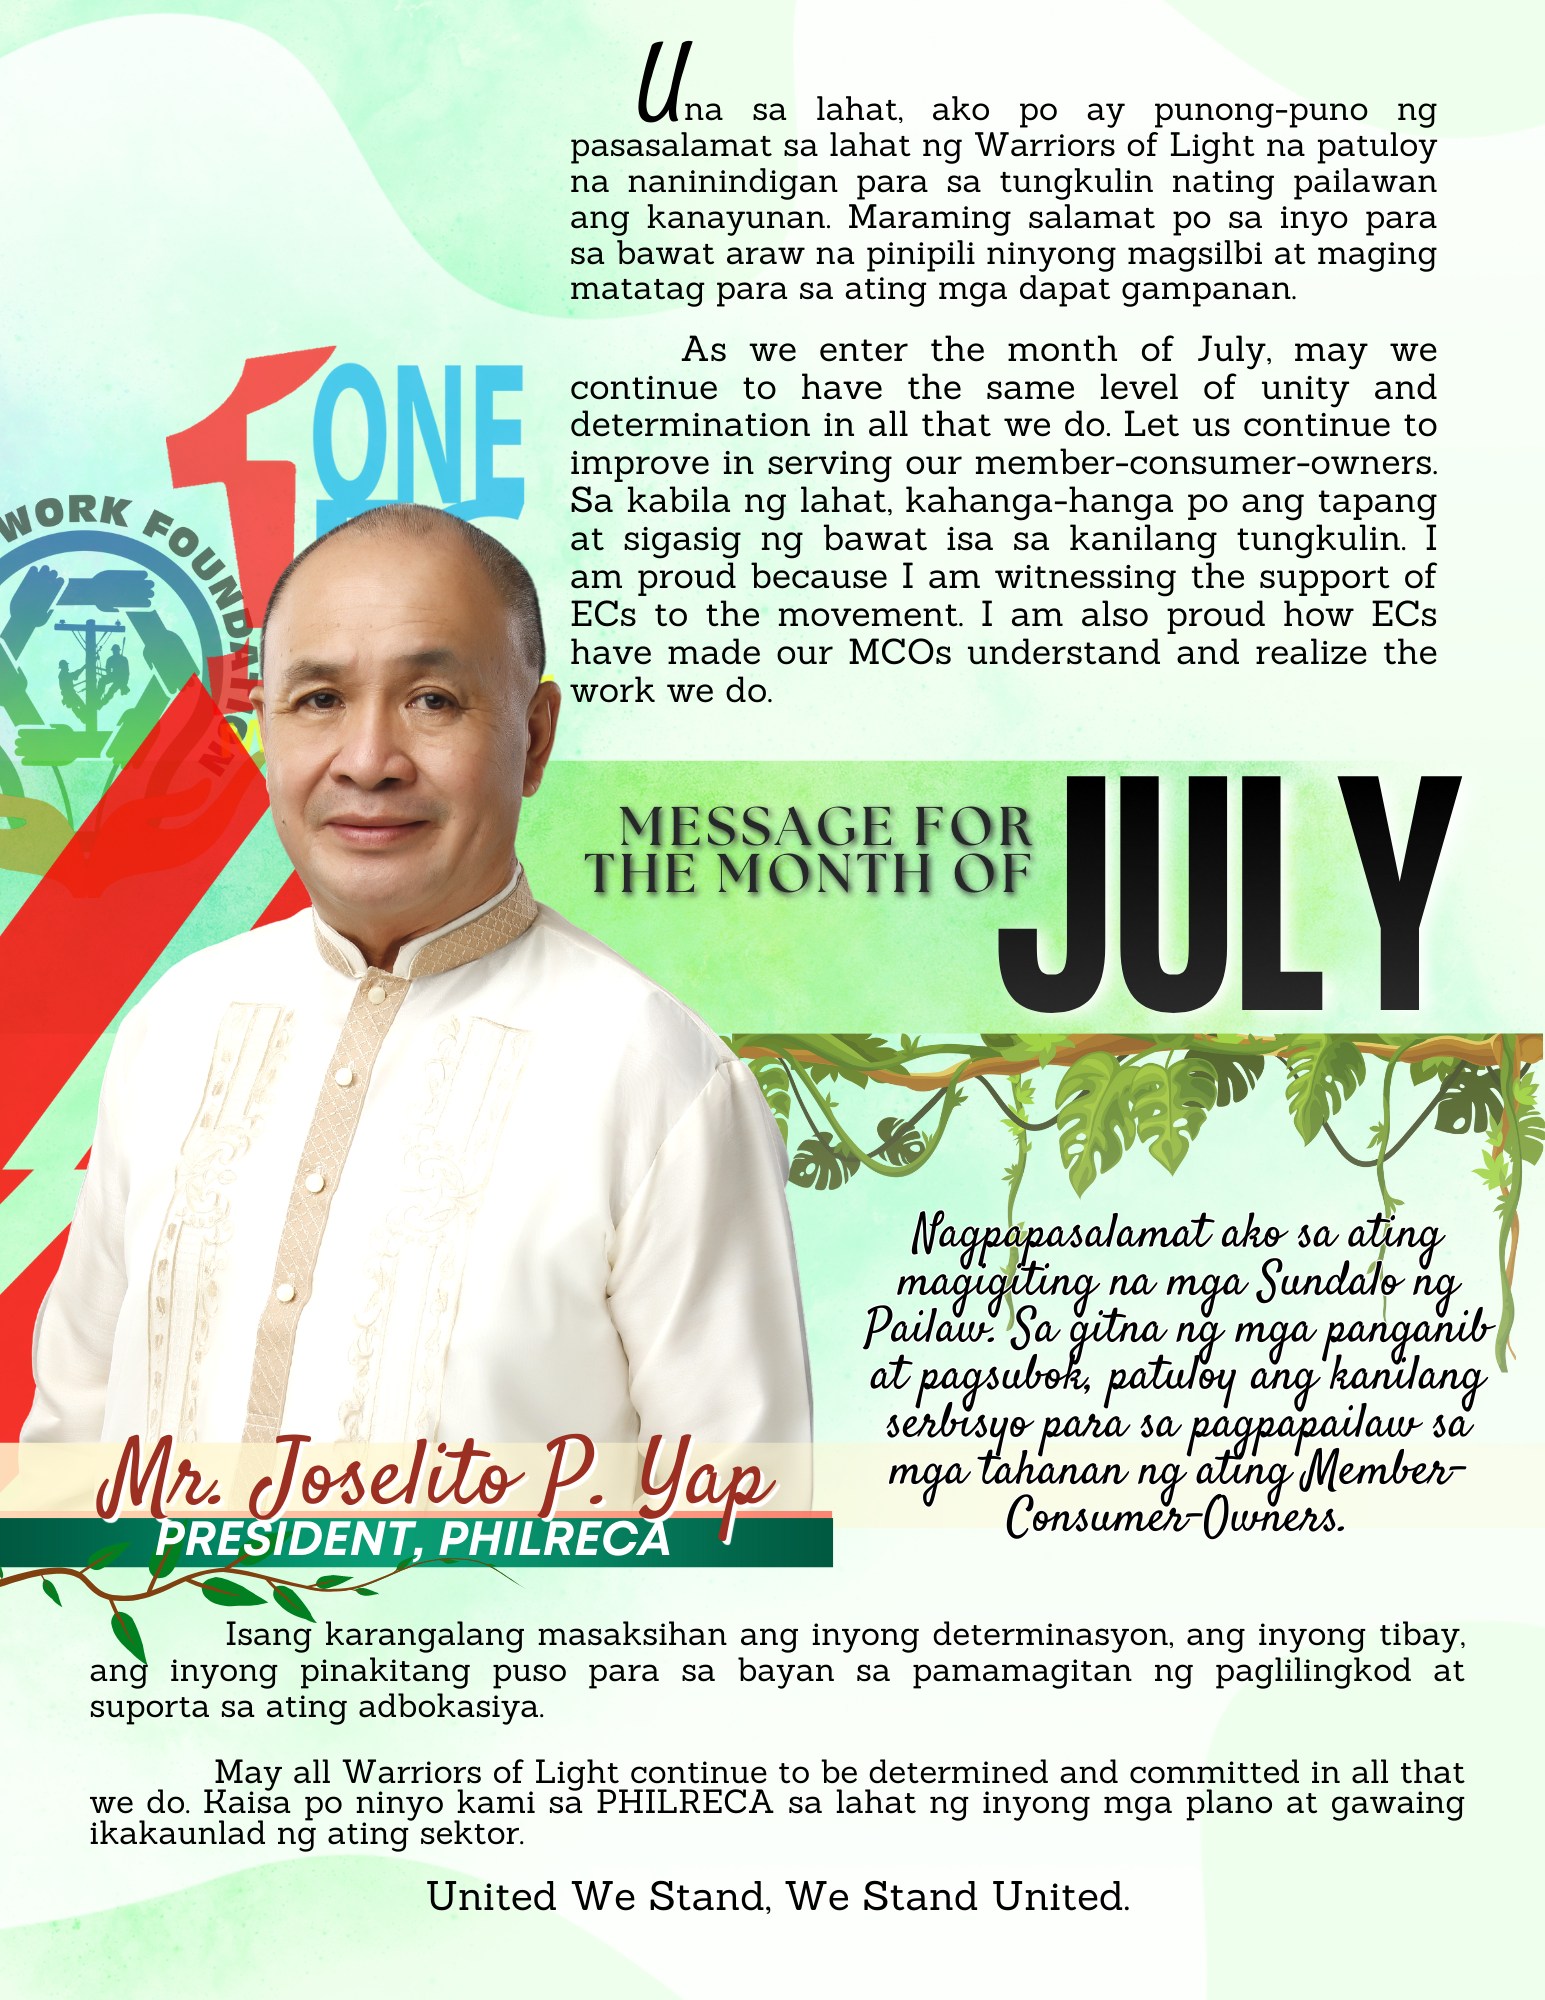 Una sa lahat, ako po ay punong-puno ng
pasasalamat sa lahat ng Warriors of Light na patuloy
na naninindigan para sa tungkulin nating pailawan
ang kanayunan. Maraming salamat po sa inyo para
sa bawat araw na pinipili ninyong magsilbi at maging
matatag para sa ating mga dapat gampanan.
As we enter the month of July, may we
continue to have the same level of unity and
determination in all that we do. Let us continue to
improve in serving our member-consumer-owners.
Sa kabila ng lahat, kahanga-hanga po ang tapang
at sigasig ng bawat isa sa kanilang tungkulin. I
am proud because I am witnessing the support of
ECs to the movement. I am also proud how ECs
have made our MCOs understand and realize the
work we do.
1 ONE
WORK FOUNDATION
MESSAGE FOR
THE MONTH OF
JULY
Nagpapasalamat ako sa ating
magigiting na mga Sundalo ng
Pailaw. Sa gitna ng mga panganib
at pagsubok, patuloy ang kanilang
serbisyo para sa pagpapailaw sa
mga tahanan ng ating Member-
Consumer-Owners.
Mr. Joselito P. Yap
PRESIDENT, PHILRECA
Isang karangalang masaksihan ang inyong determinasyon, ang inyong tibay,
ang inyong pinakitang puso para sa bayan sa pamamagitan ng paglilingkod at
suporta sa ating adbokasiya.
May all Warriors of Light continue to be determined and committed in all that
we do. Kaisa po ninyo kami sa PHILRECA sa lahat ng inyong mga plano at gawaing
ikakaunlad ng ating sektor.
United We Stand, We Stand United.